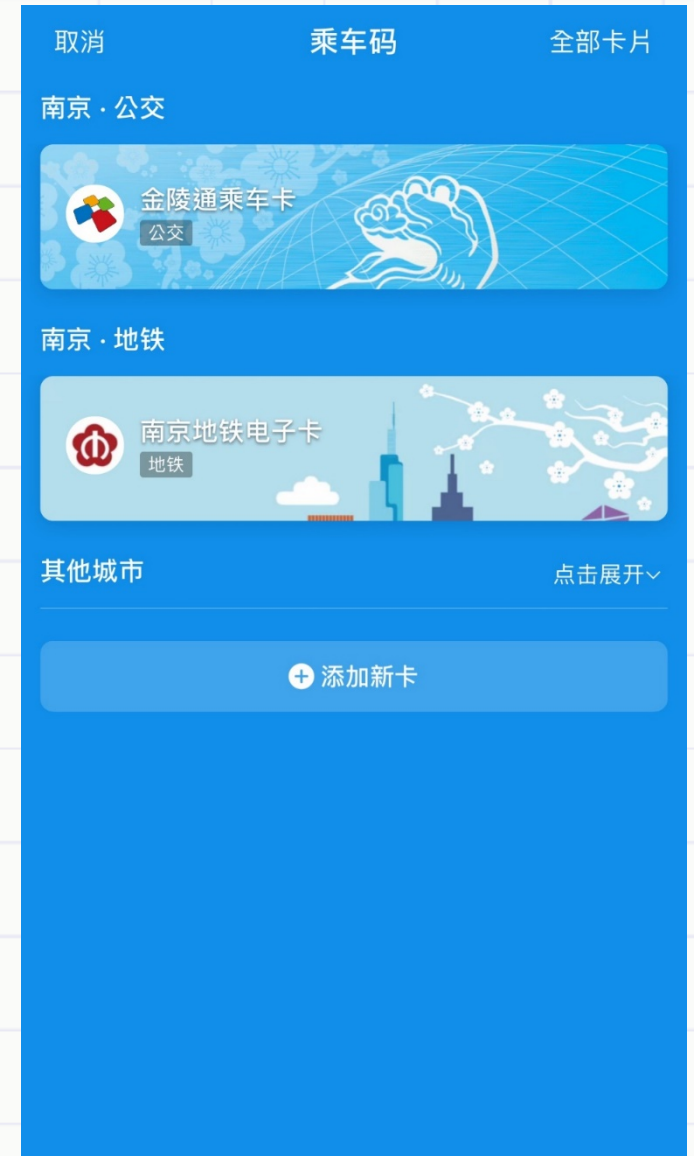 取消 乘车码 全部卡片
南京 · 公交
金陵通乘车卡
公交
南京 · 地铁
南京地铁电子卡
地铁
其他城市 点击展开
添加新卡